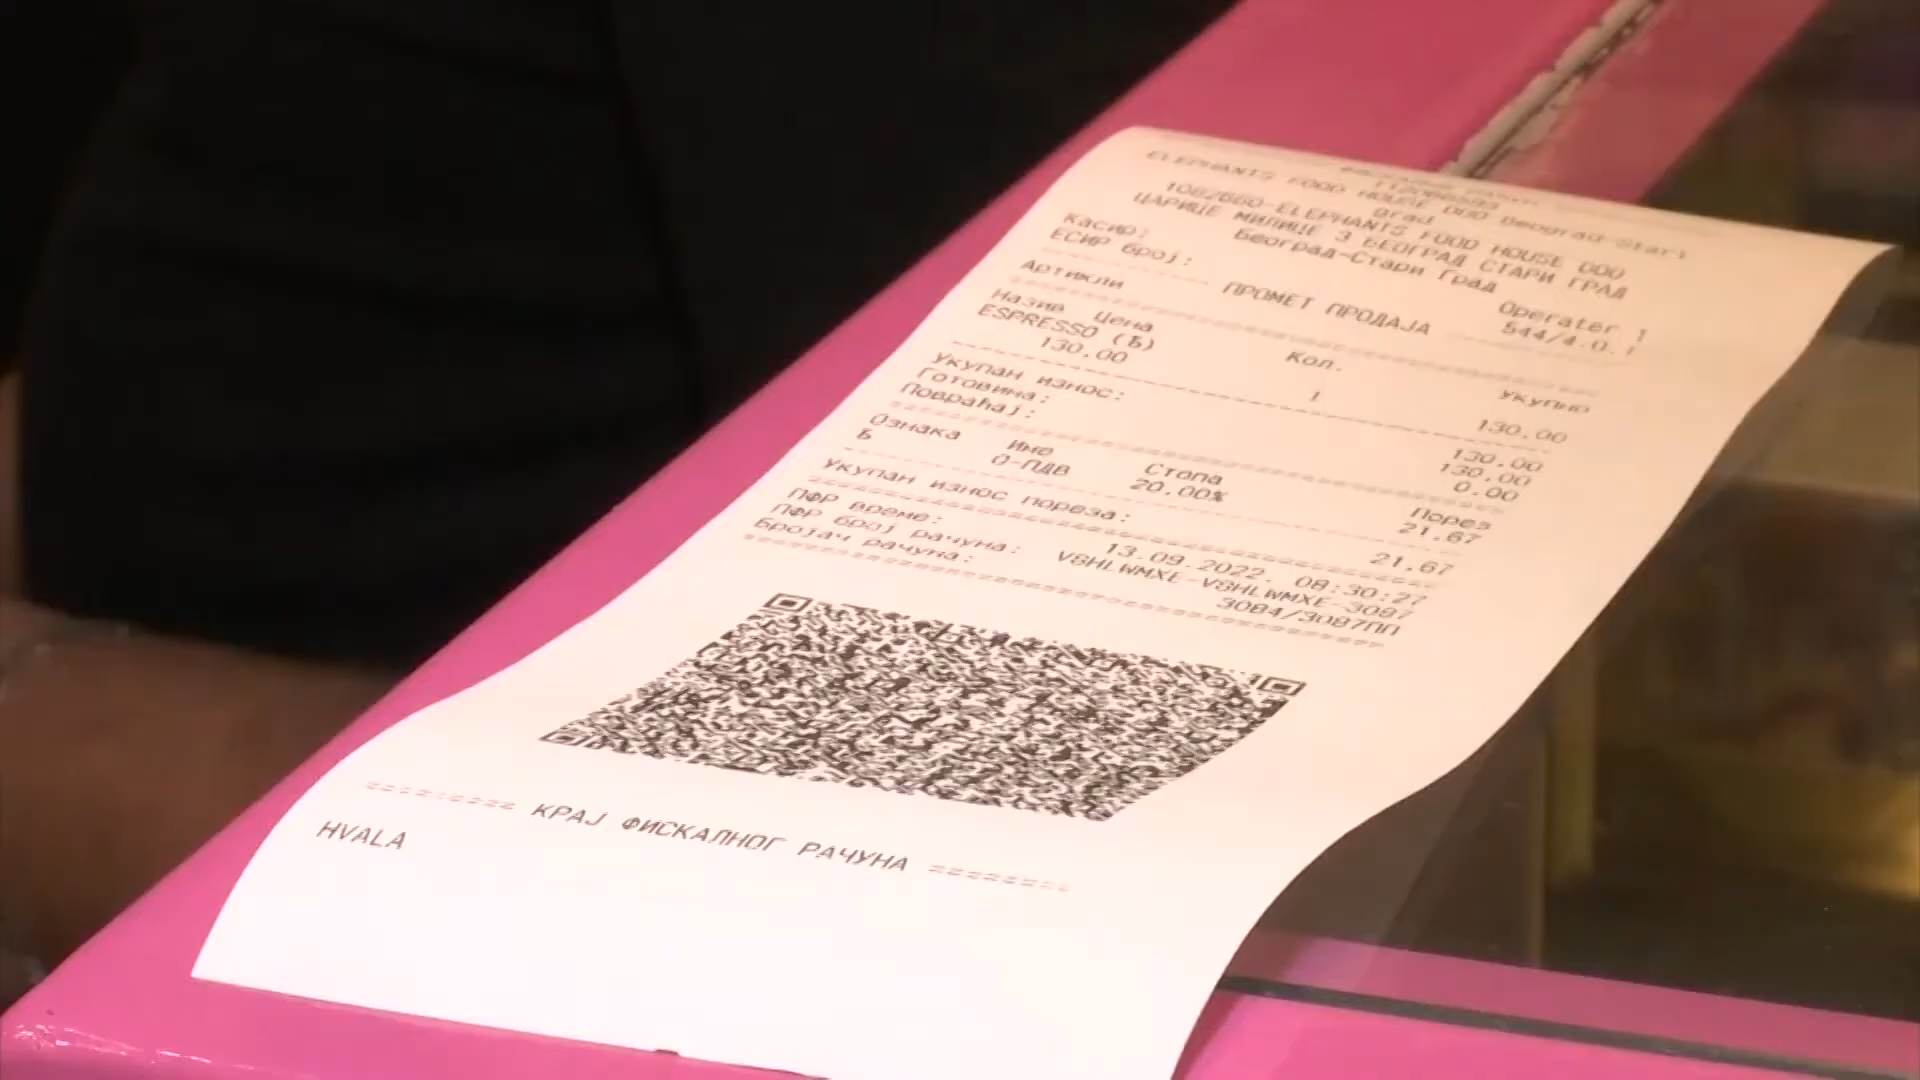 ELEPHANTS FOOD HOUSE DOO Beograd-Stari
grad
1082660-ELEPHANTS FOOD HOUSE DOO
ЦАРИЦЕ МИЛИЦЕ 3 БЕОГРАД СТАРИ ГРАД
Београд-Стари Град
Касир: Operater 1
ЕСИР број: 544/4.0.1
ПРОМЕТ ПРОДАЈА
Артикли
Назив Цена Кол. Укупно
ESPRESSO (Ђ)
130,00 1 130,00
Укупан износ: 130,00
Готовина: 130,00
Повраћај: 0,00
Ознака Име Стопа Порез
Ђ О-ПДВ 20,00% 21,67
Укупан износ пореза: 21,67
ПФР време: 13.09.2022. 08:30:27
ПФР број рачуна: V8HLWMXE-V8HLWMXE-3087
Бројач рачуна: 3084/3087ПП
========= КРАЈ ФИСКАЛНОГ РАЧУНА =========
HVALA